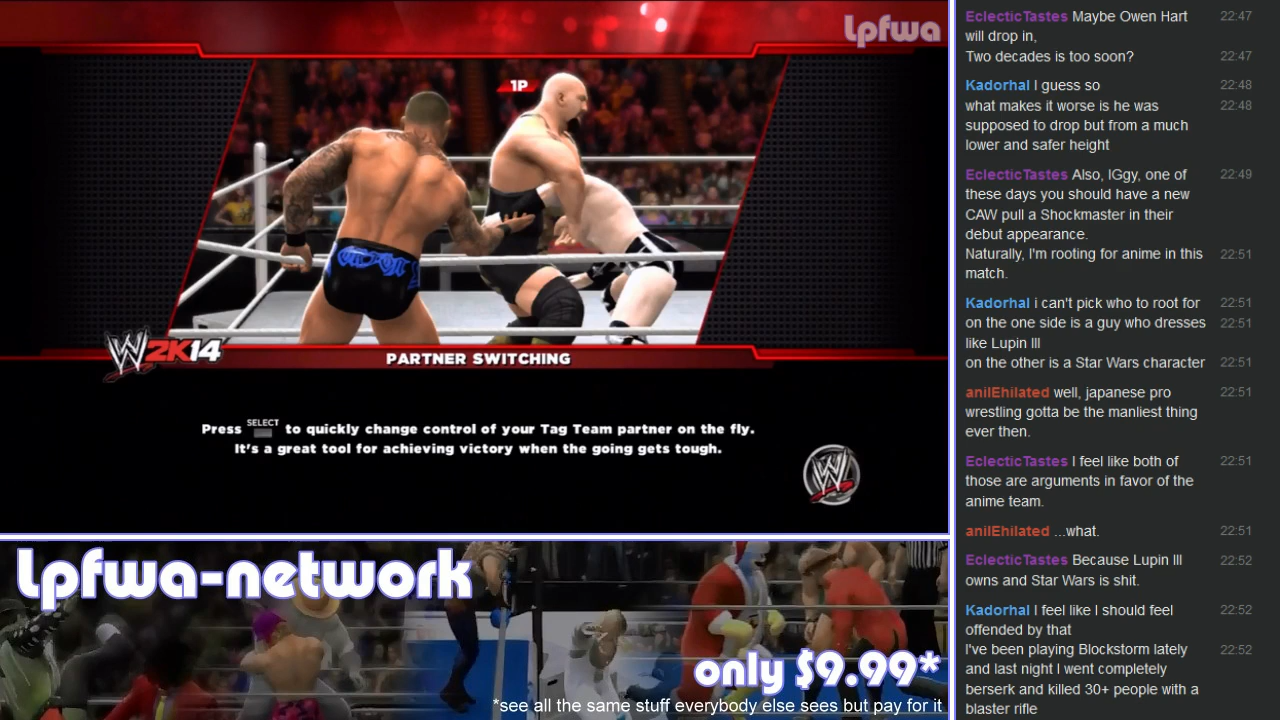 Lpfwa
1P
W 2K14
PARTNER SWITCHING
Press SELECT to quickly change control of your Tag Team partner on the fly.
It's a great tool for achieving victory when the going gets tough.
Lpfwa-network
only $9.99*
*see all the same stuff everybody else sees but pay for it
EclecticTastes Maybe Owen Hart 22:47
will drop in,
Two decades is too soon? 22:47
Kadorhal I guess so 22:48
what makes it worse is he was 22:48
supposed to drop but from a much
lower and safer height
EclecticTastes Also, IGgy, one of 22:49
these days you should have a new
CAW pull a Shockmaster in their
debut appearance.
Naturally, I'm rooting for anime in this 22:51
match.
Kadorhal i can't pick who to root for 22:51
on the one side is a guy who dresses 22:51
like Lupin III
on the other is a Star Wars character 22:51
anilEhilated well, japanese pro 22:51
wrestling gotta be the manliest thing
ever then.
EclecticTastes I feel like both of 22:51
those are arguments in favor of the
anime team.
anilEhilated ...what. 22:51
EclecticTastes Because Lupin III 22:52
owns and Star Wars is shit.
Kadorhal I feel like I should feel 22:52
offended by that
I've been playing Blockstorm lately 22:52
and last night I went completely
berserk and killed 30+ people with a
blaster rifle